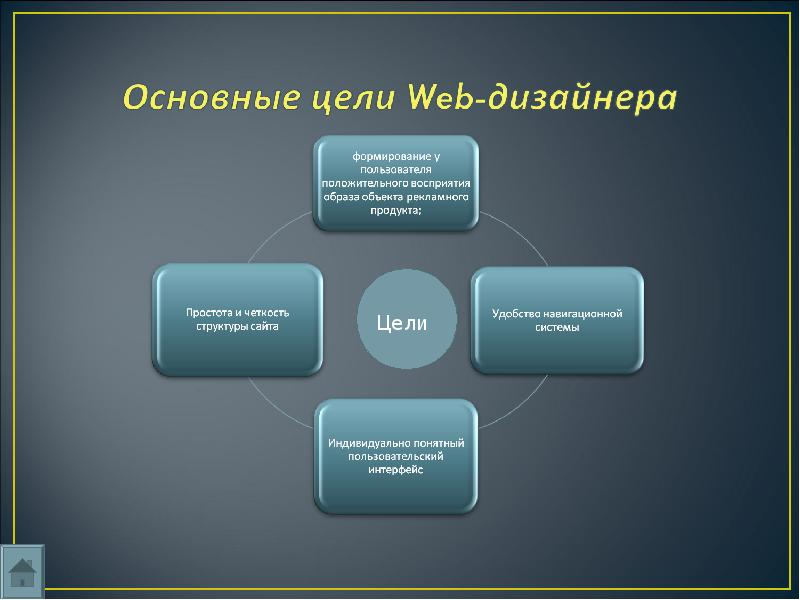 Основные цели Web-дизайнера
формирование у
пользователя
положительного восприятия
образа объекта рекламного
продукта;
Простота и четкость
структуры сайта
Цели
Удобство навигационной
системы
Индивидуально понятный
пользовательский
интерфейс